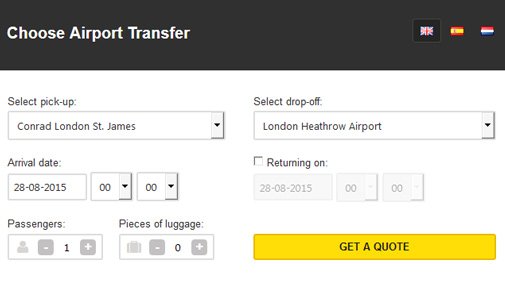 Choose Airport Transfer
Select pick-up:
Conrad London St. James
Select drop-off:
London Heathrow Airport
Arrival date:
28-08-2015 00 00
Returning on:
28-08-2015 00 00
Passengers:
- 1 +
Pieces of luggage:
- 0 +
GET A QUOTE